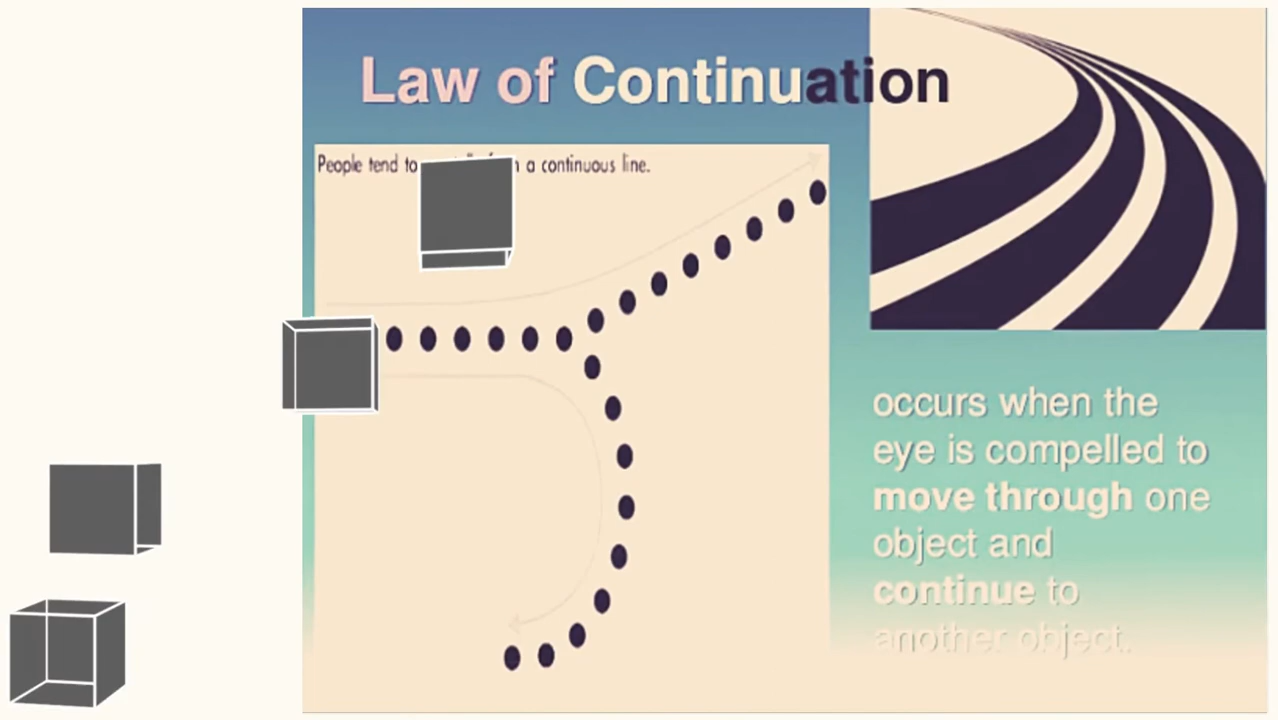 Law of Continuation
People tend to a continuous line.
occurs when the
eye is compelled to
move through one
object and
continue to
another object.